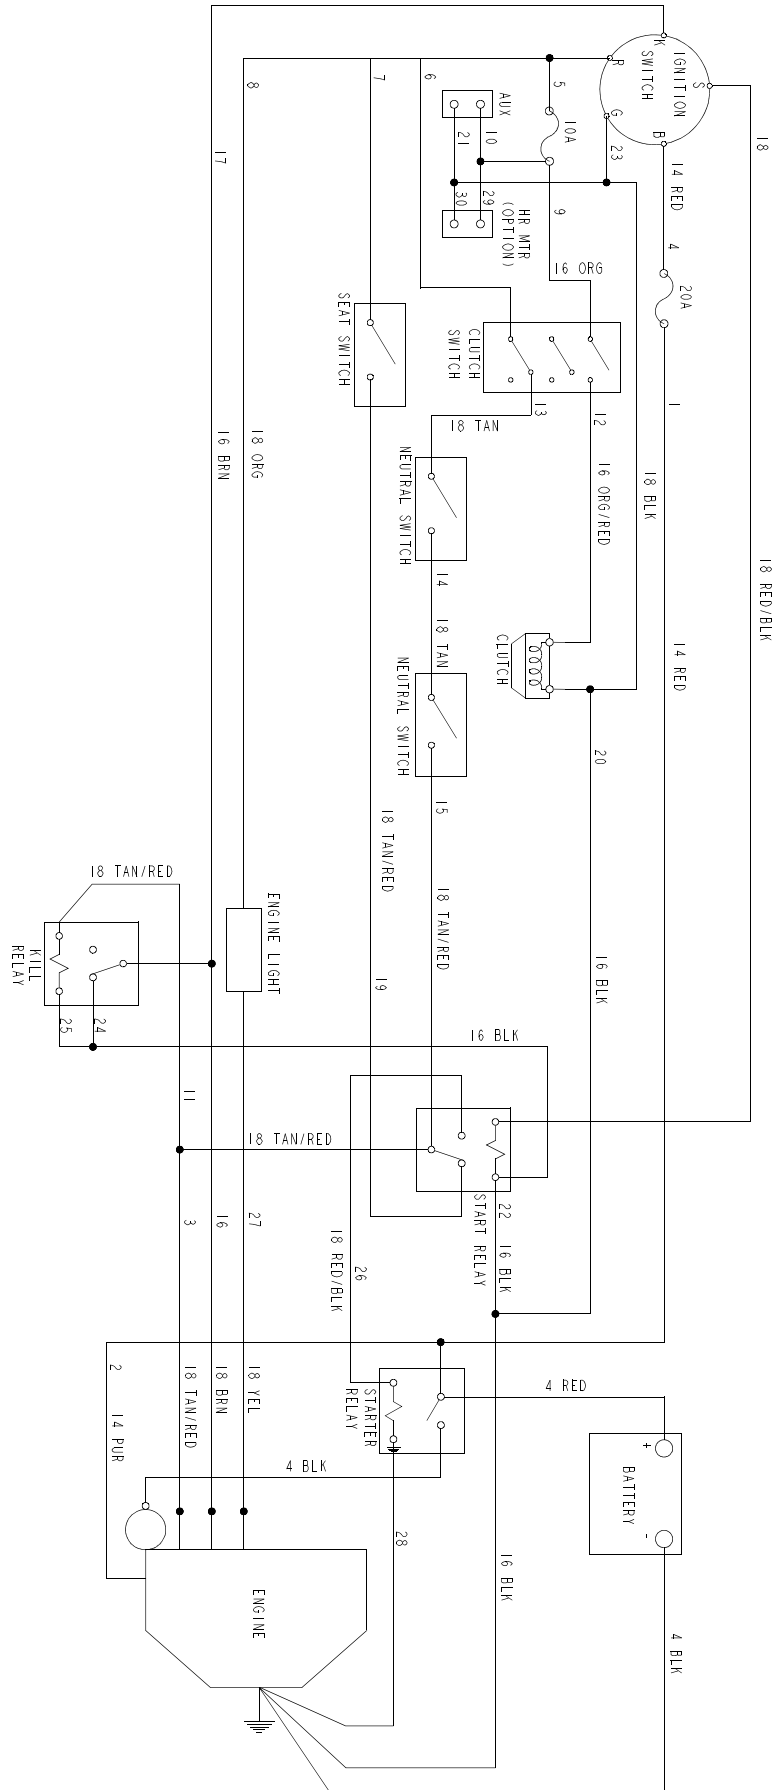 K
IGNITION
SWITCH
R
S
G
B
18
8
7
6
5
AUX
10A
17
21
10
23
14 RED
30
29
9
4
HR MTR
(OPTION)
16 ORG
20A
SEAT SWITCH
CLUTCH
SWITCH
1
13
12
18 TAN
16 BRN
18 ORG
NEUTRAL SWITCH
16 ORG/RED
18 BLK
18 RED/BLK
14
18 TAN
CLUTCH
14 RED
NEUTRAL SWITCH
20
15
18 TAN/RED
18 TAN/RED
18 TAN/RED
ENGINE LIGHT
KILL
RELAY
19
16 BLK
25
24
16 BLK
11
18 TAN/RED
3
16
27
22
START RELAY
16 BLK
18 RED/BLK
26
2
14 PUR
18 TAN/RED
18 BRN
18 YEL
STARTER
RELAY
4 RED
+
BATTERY
-
4 BLK
28
16 BLK
ENGINE
4 BLK